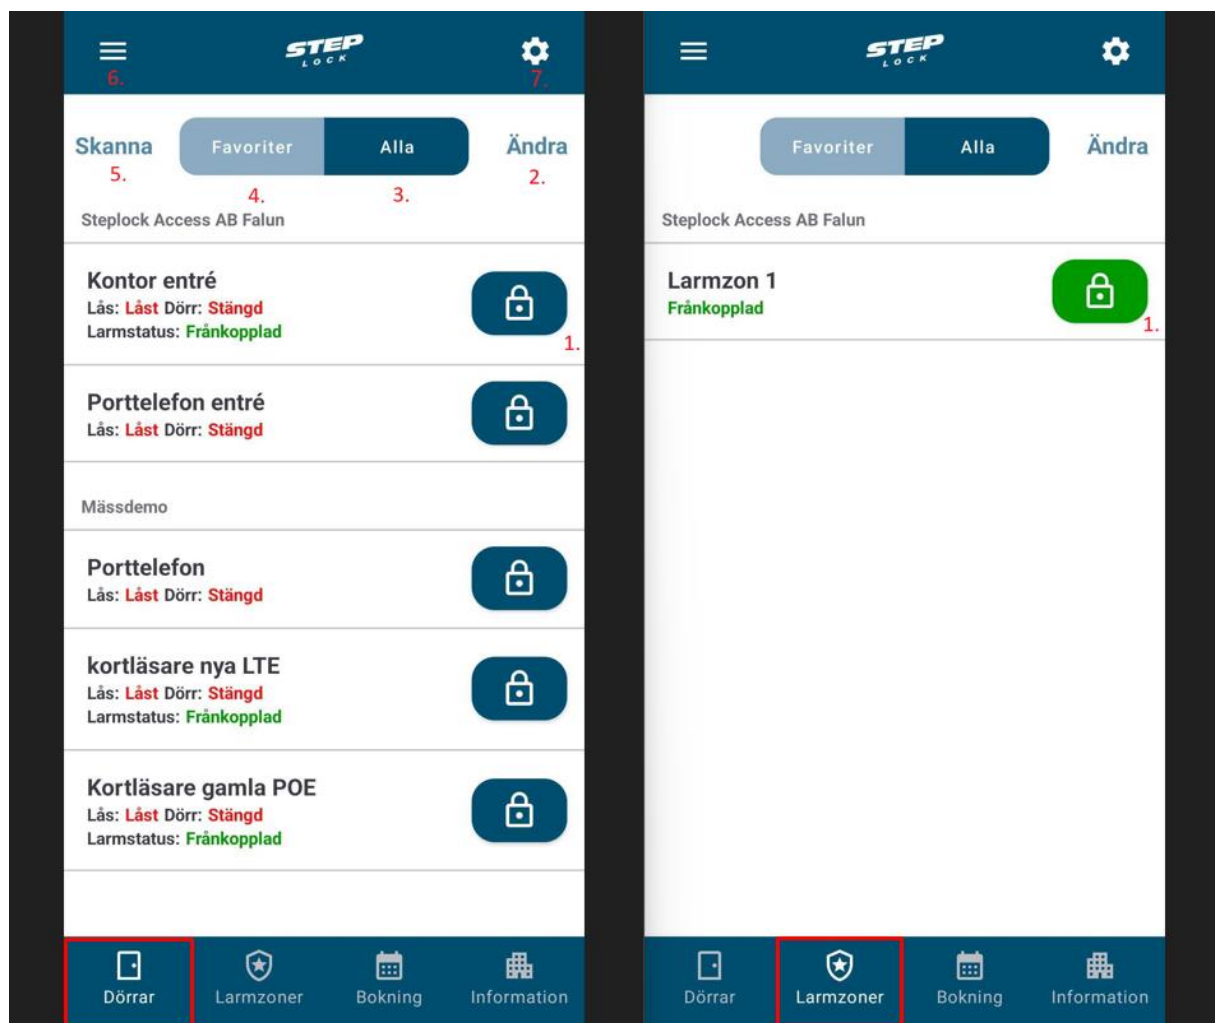 STEP
LOCK
6.
7.
Skanna
Favoriter
Alla
Ändra
5.
4.
3.
2.
Steplock Access AB Falun
Kontor entré
Lås: Låst Dörr: Stängd
Larmstatus: Frånkopplad
1.
Porttelefon entré
Lås: Låst Dörr: Stängd
Mässdemo
Porttelefon
Lås: Låst Dörr: Stängd
kortläsare nya LTE
Lås: Låst Dörr: Stängd
Larmstatus: Frånkopplad
Kortläsare gamla POE
Lås: Låst Dörr: Stängd
Larmstatus: Frånkopplad
Dörrar
Larmzoner
Bokning
Information
STEP
LOCK
Favoriter
Alla
Ändra
Steplock Access AB Falun
Larmzon 1
Frånkopplad
1.
Dörrar
Larmzoner
Bokning
Information